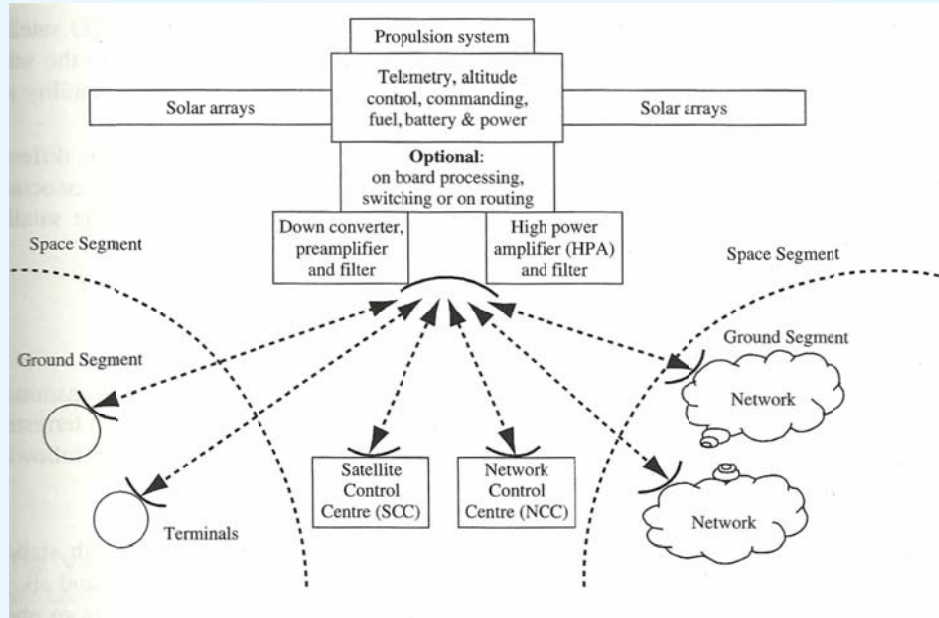 Propulsion system
Telemetry, altitude
control, commanding,
fuel, battery & power
Solar arrays
Solar arrays
Optional:
on board processing,
switching or on routing
Down converter,
preamplifier
and filter
High power
amplifier (HPA)
and filter
Space Segment
Space Segment
Ground Segment
Ground Segment
Network
Satellite
Control
Centre (SCC)
Network
Control
Centre (NCC)
Network
Terminals